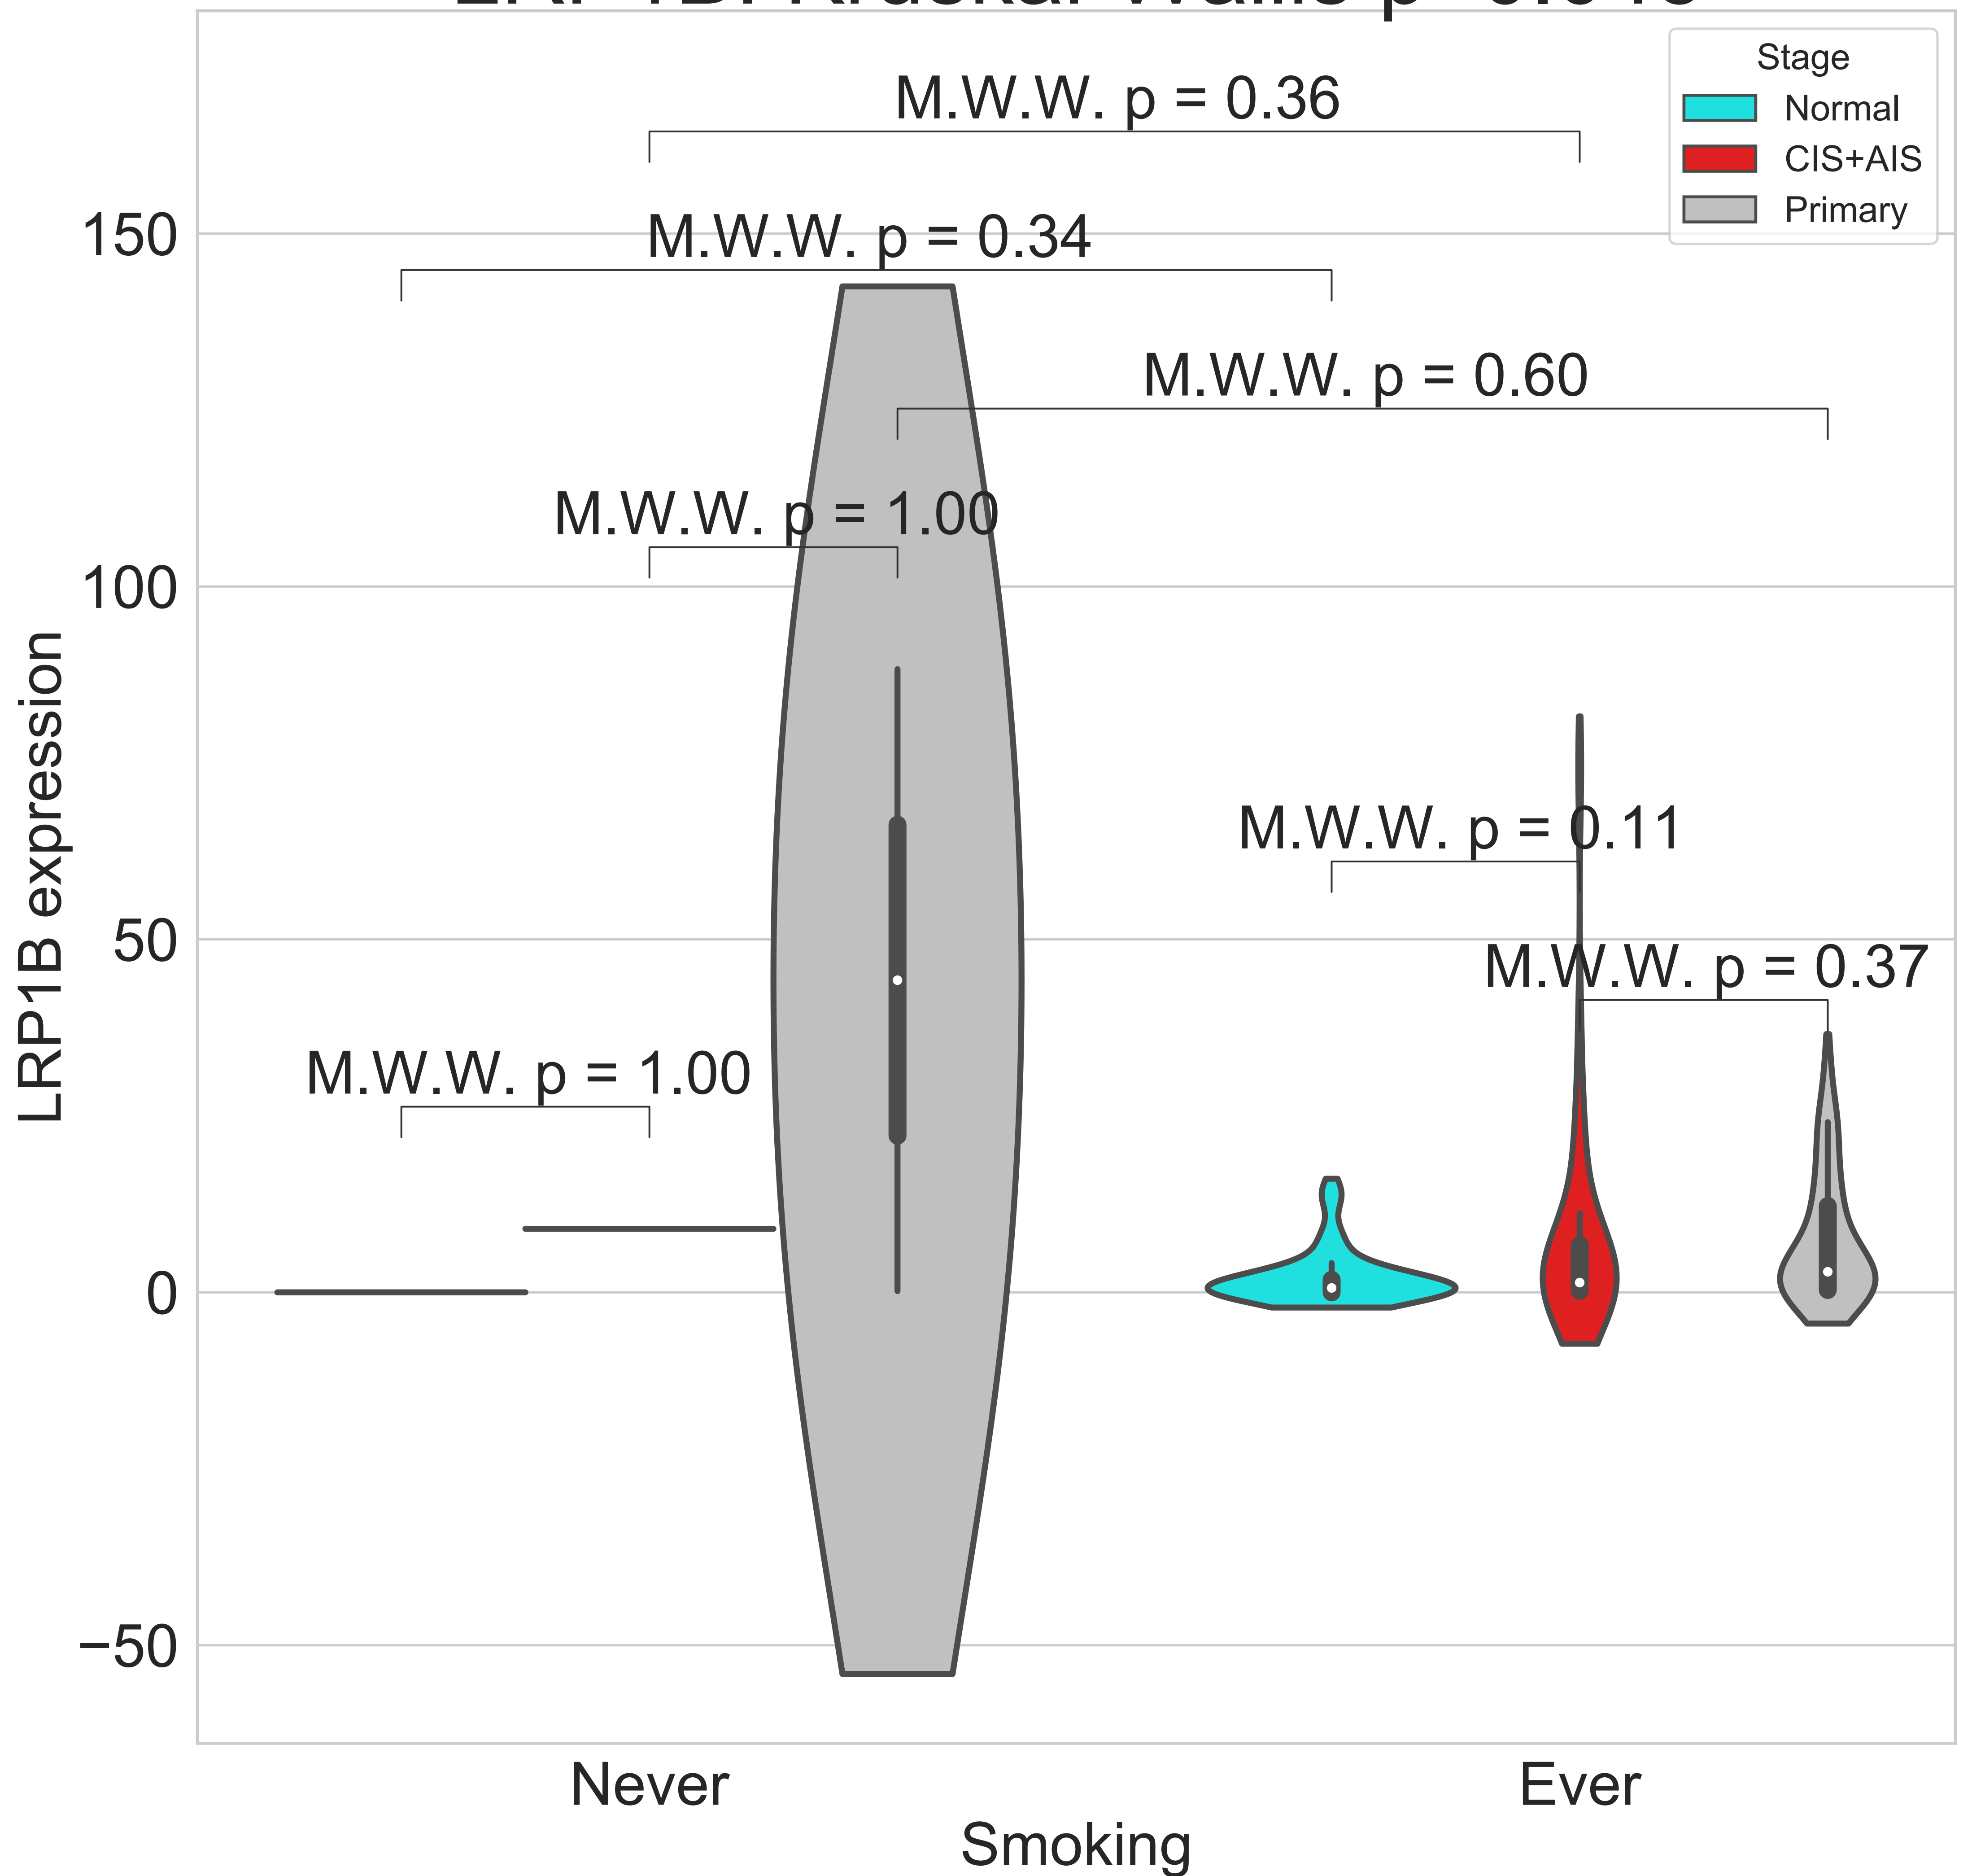 Stage
Normal
CIS+AIS
Primary
M.W.W. p = 0.36
M.W.W. p = 0.34
M.W.W. p = 0.60
M.W.W. p = 1.00
M.W.W. p = 0.11
M.W.W. p = 0.37
M.W.W. p = 1.00
150
100
50
0
−50
LRP1B expression
Never
Ever
Smoking